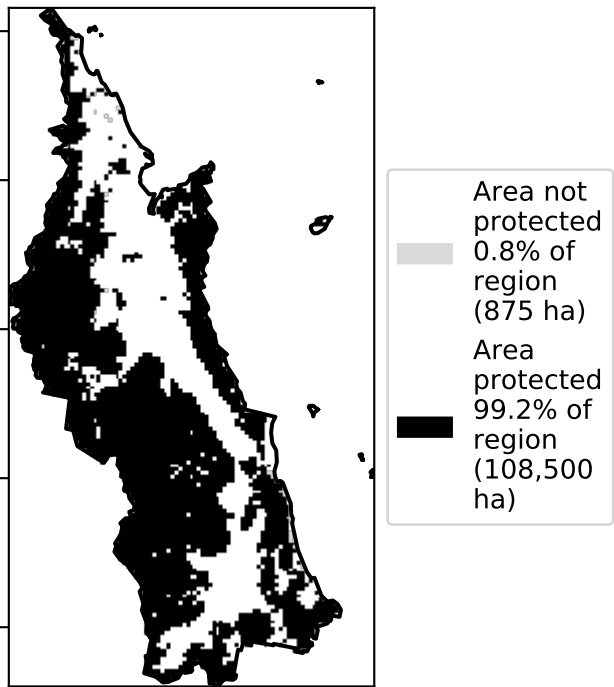 Area not
protected
0.8% of
region
(875 ha)
Area
protected
99.2% of
region
(108,500
ha)